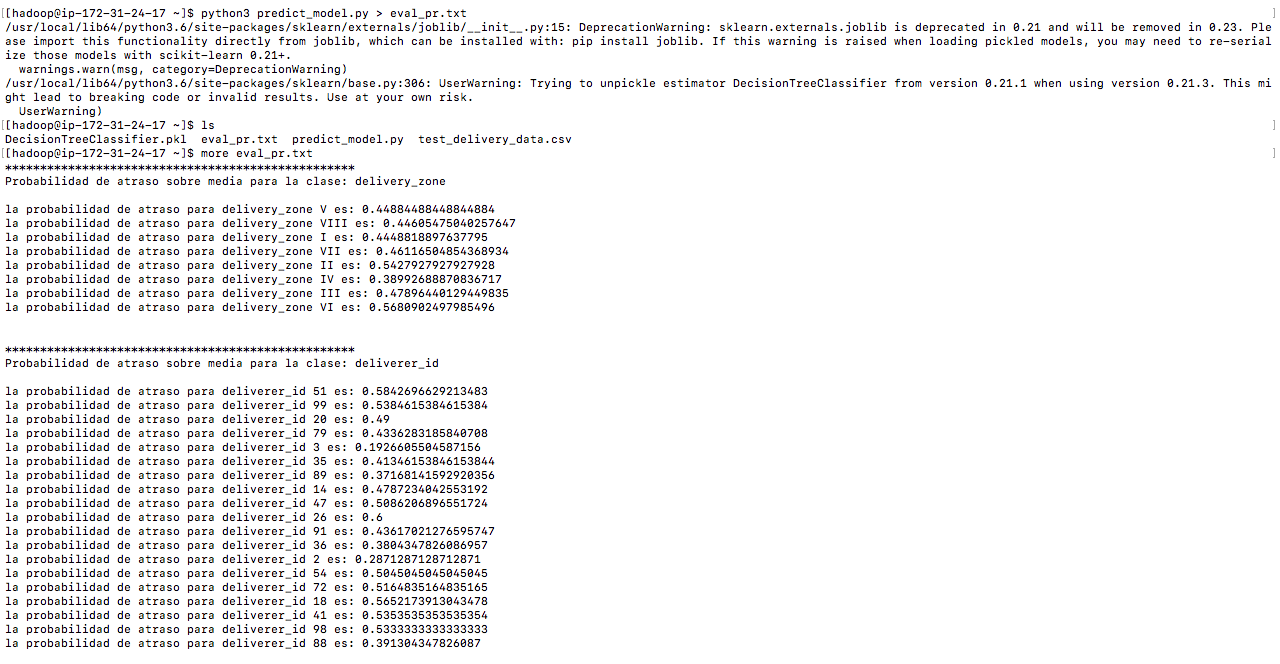 [[hadoop@ip-172-31-24-17 ~]$ python3 predict_model.py > eval_pr.txt ]
/usr/local/lib64/python3.6/site-packages/sklearn/externals/joblib/__init__.py:15: DeprecationWarning: sklearn.externals.joblib is deprecated in 0.21 and will be removed in 0.23. Ple
ase import this functionality directly from joblib, which can be installed with: pip install joblib. If this warning is raised when loading pickled models, you may need to re-serial
ize those models with scikit-learn 0.21+.
  warnings.warn(msg, category=DeprecationWarning)
/usr/local/lib64/python3.6/site-packages/sklearn/base.py:306: UserWarning: Trying to unpickle estimator DecisionTreeClassifier from version 0.21.1 when using version 0.21.3. This mi
ght lead to breaking code or invalid results. Use at your own risk.
  UserWarning)
[[hadoop@ip-172-31-24-17 ~]$ ls ]
DecisionTreeClassifier.pkl  eval_pr.txt  predict_model.py  test_delivery_data.csv
[[hadoop@ip-172-31-24-17 ~]$ more eval_pr.txt ]
**************************************************
Probabilidad de atraso sobre media para la clase: delivery_zone
la probabilidad de atraso para delivery_zone V es: 0.44884488448844884
la probabilidad de atraso para delivery_zone VIII es: 0.44605475040257647
la probabilidad de atraso para delivery_zone I es: 0.4448818897637795
la probabilidad de atraso para delivery_zone VII es: 0.46116504854368934
la probabilidad de atraso para delivery_zone II es: 0.5427927927927928
la probabilidad de atraso para delivery_zone IV es: 0.38992688870836717
la probabilidad de atraso para delivery_zone III es: 0.47896440129449835
la probabilidad de atraso para delivery_zone VI es: 0.5680902497985496
**************************************************
Probabilidad de atraso sobre media para la clase: deliverer_id
la probabilidad de atraso para deliverer_id 51 es: 0.5842696629213483
la probabilidad de atraso para deliverer_id 99 es: 0.5384615384615384
la probabilidad de atraso para deliverer_id 20 es: 0.49
la probabilidad de atraso para deliverer_id 79 es: 0.4336283185840708
la probabilidad de atraso para deliverer_id 3 es: 0.1926605504587156
la probabilidad de atraso para deliverer_id 35 es: 0.41346153846153844
la probabilidad de atraso para deliverer_id 89 es: 0.37168141592920356
la probabilidad de atraso para deliverer_id 14 es: 0.4787234042553192
la probabilidad de atraso para deliverer_id 47 es: 0.5086206896551724
la probabilidad de atraso para deliverer_id 26 es: 0.6
la probabilidad de atraso para deliverer_id 91 es: 0.43617021276595747
la probabilidad de atraso para deliverer_id 36 es: 0.3804347826086957
la probabilidad de atraso para deliverer_id 2 es: 0.2871287128712871
la probabilidad de atraso para deliverer_id 54 es: 0.5045045045045045
la probabilidad de atraso para deliverer_id 72 es: 0.5164835164835165
la probabilidad de atraso para deliverer_id 18 es: 0.5652173913043478
la probabilidad de atraso para deliverer_id 41 es: 0.5353535353535354
la probabilidad de atraso para deliverer_id 98 es: 0.5333333333333333
la probabilidad de atraso para deliverer_id 88 es: 0.391304347826087